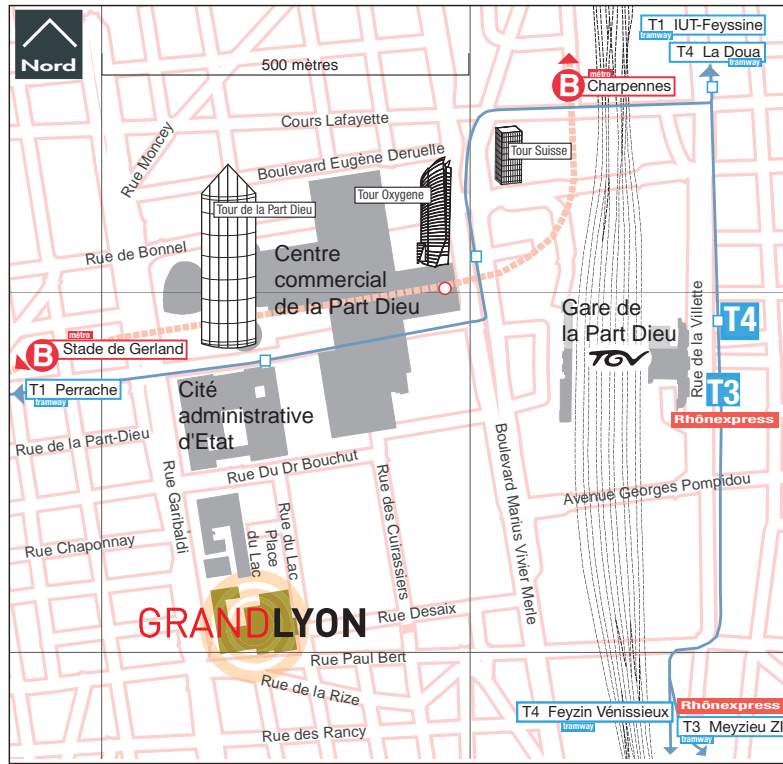 Nord
500 mètres
T1 IUT-Feyssine
tramway
T4 La Doua
tramway
métro
B Charpennes
Cours Lafayette
Rue Moncey
Boulevard Eugène Deruelle
Tour Suisse
Tour Oxygene
Tour de la Part Dieu
Rue de Bonnel
Centre
commercial
de la Part Dieu
Gare de
la Part Dieu
TGV
Rue de la Villette
T4
T3
Rhônexpress
métro
B Stade de Gerland
T1 Perrache
tramway
Cité
administrative
d'Etat
Rue de la Part-Dieu
Rue Du Dr Bouchut
Rue Garibaldi
Rue des Cuirassiers
Boulevard Marius Vivier Merle
Avenue Georges Pompidou
Rue Chaponnay
Rue du Lac
Place
du Lac
GRANDLYON
Rue Desaix
Rue Paul Bert
Rue de la Rize
Rue des Rancy
T4 Feyzin Vénissieux
tramway
Rhônexpress
T3 Meyzieu ZI
tramway